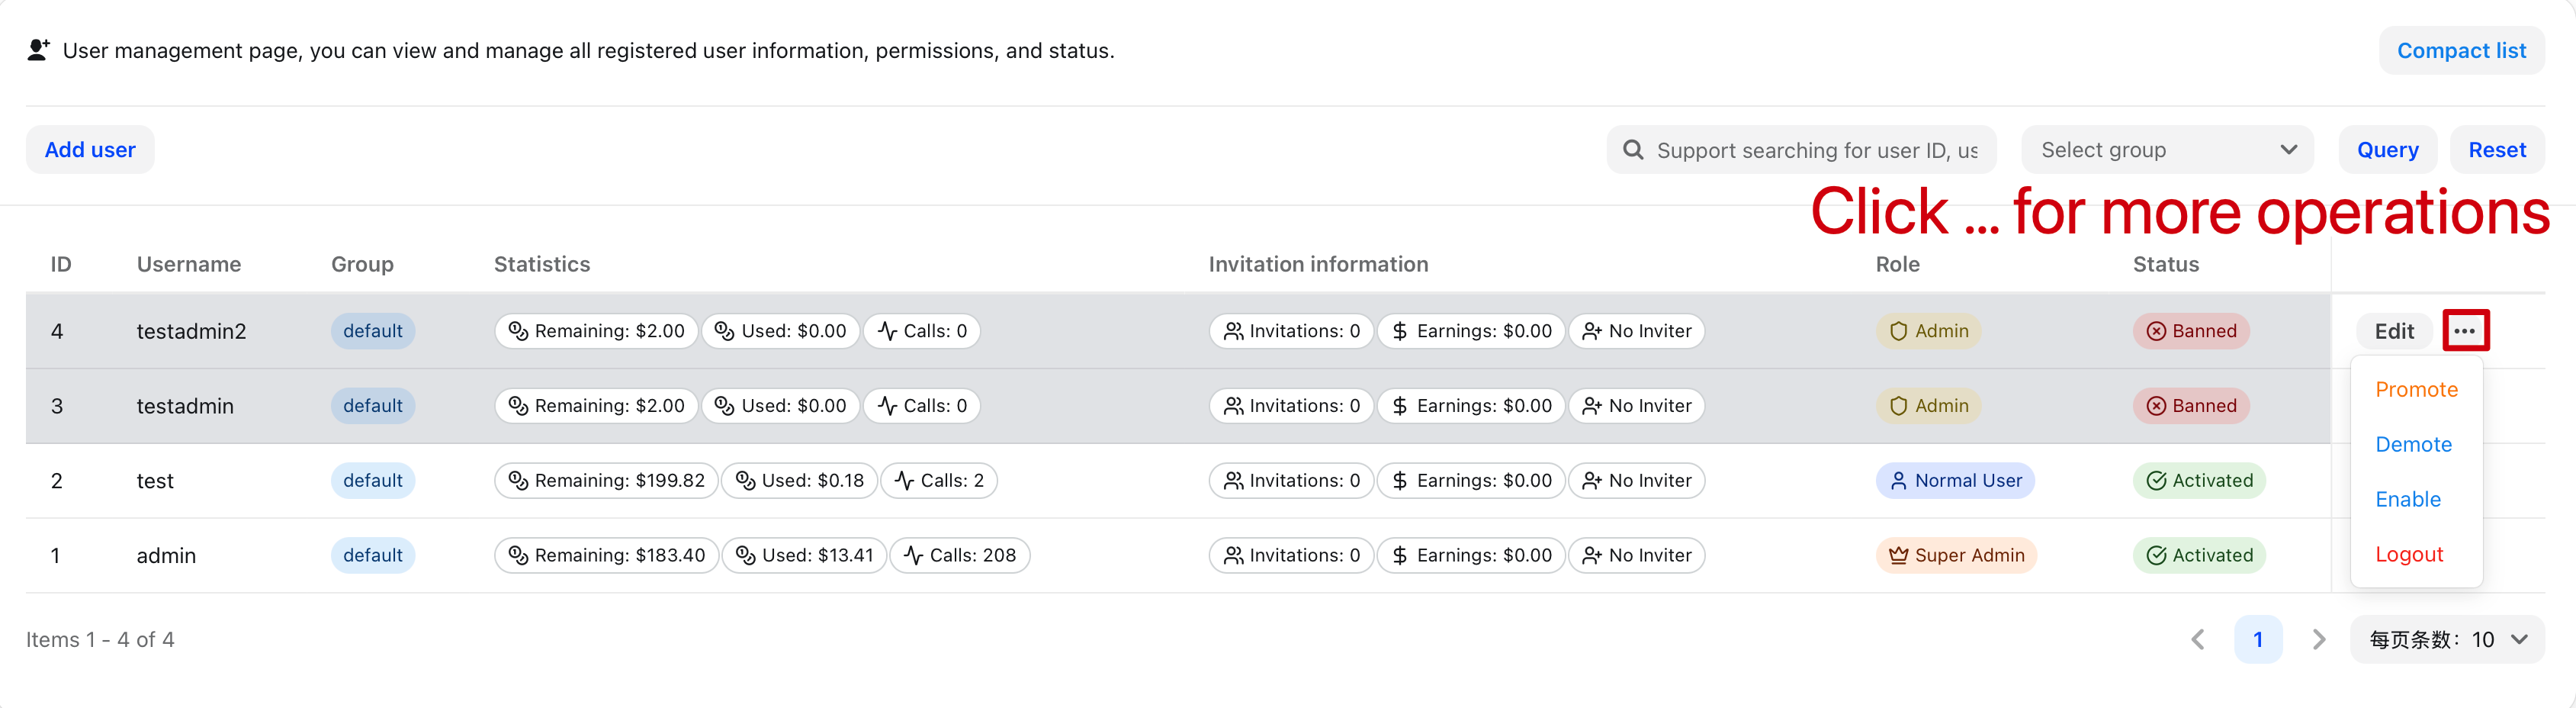 User management page, you can view and manage all registered user information, permissions, and status.
Compact list
Add user
Support searching for user ID, us
Select group
Query
Reset
Click ... for more operations
ID Username Group Statistics Invitation information Role Status
4 testadmin2 default Remaining: $2.00 Used: $0.00 Calls: 0 Invitations: 0 Earnings: $0.00 No Inviter Admin Banned Edit ...
3 testadmin default Remaining: $2.00 Used: $0.00 Calls: 0 Invitations: 0 Earnings: $0.00 No Inviter Admin Banned
2 test default Remaining: $199.82 Used: $0.18 Calls: 2 Invitations: 0 Earnings: $0.00 No Inviter Normal User Activated
1 admin default Remaining: $183.40 Used: $13.41 Calls: 208 Invitations: 0 Earnings: $0.00 No Inviter Super Admin Activated
Promote
Demote
Enable
Logout
Items 1 - 4 of 4
1
每页条数：10